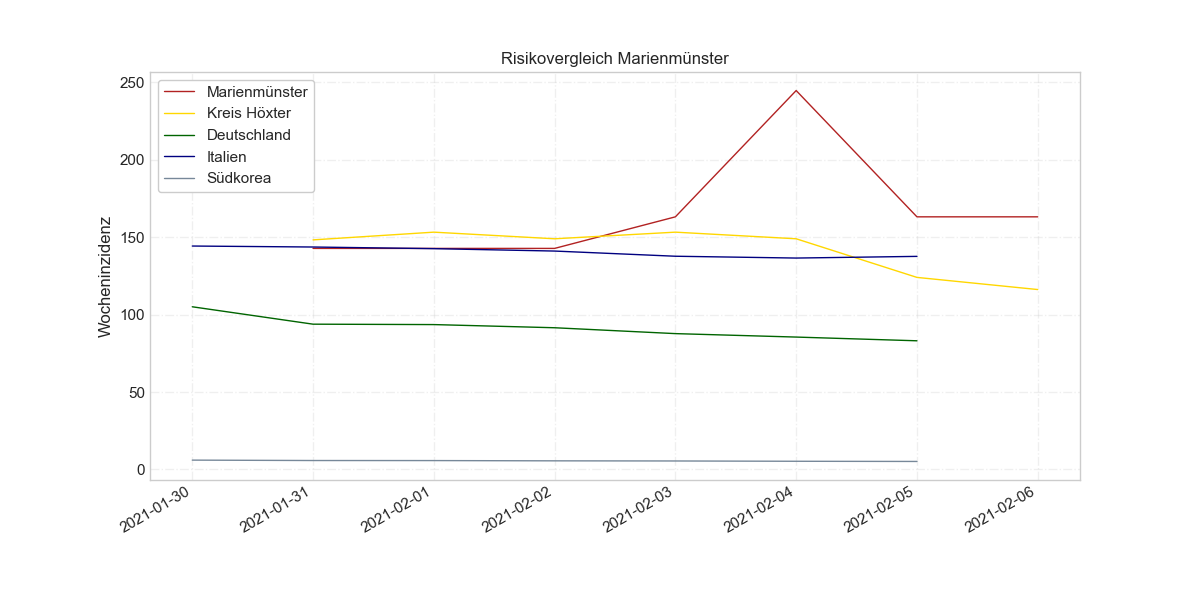 Risikovergleich Marienmünster
Wocheninzidenz
250
200
150
100
50
0
Marienmünster
Kreis Höxter
Deutschland
Italien
Südkorea
2021-01-30
2021-01-31
2021-02-01
2021-02-02
2021-02-03
2021-02-04
2021-02-05
2021-02-06